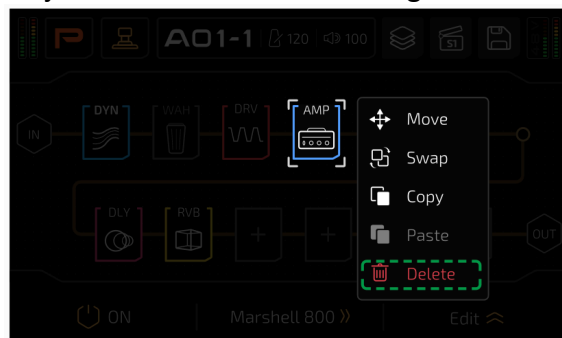 A01-1 120 100 S1
DYN WAH DRV AMP
IN
Move
Swap
Copy
Paste
Delete
DLY RVB + +
OUT
ON Marshell 800 » Edit